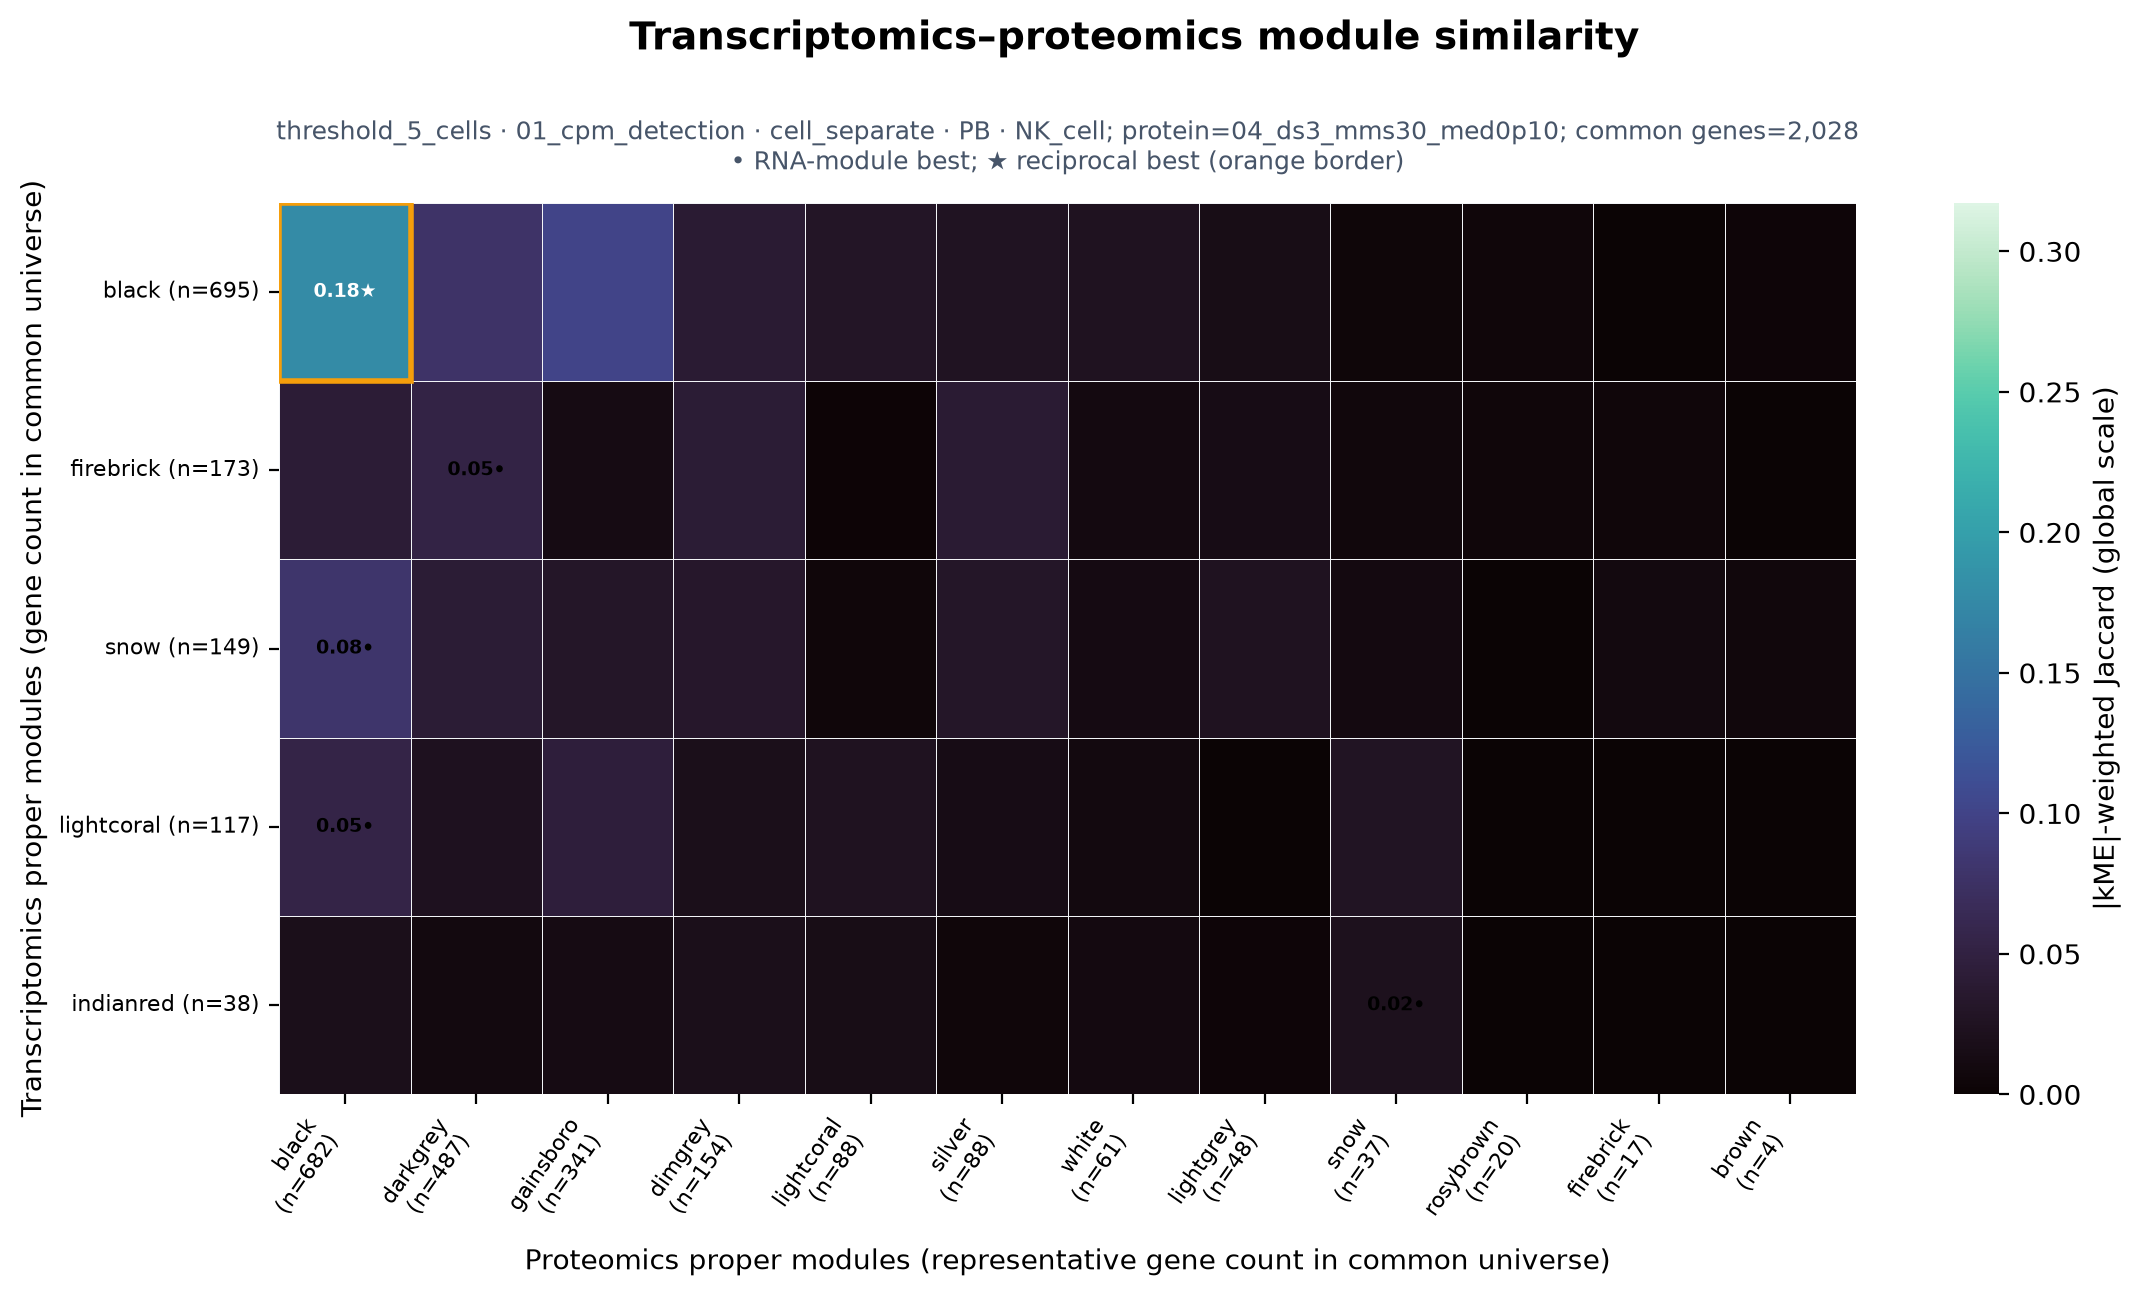 Transcriptomics–proteomics module similarity
threshold_5_cells · 01_cpm_detection · cell_separate · PB · NK_cell; protein=04_ds3_mms30_med0p10; common genes=2,028
• RNA-module best; ★ reciprocal best (orange border)
Transcriptomics proper modules (gene count in common universe)
black (n=695)
firebrick (n=173)
snow (n=149)
lightcoral (n=117)
indianred (n=38)
0.18★
0.05•
0.08•
0.05•
0.02•
black
(n=682)
darkgrey
(n=487)
gainsboro
(n=341)
dimgrey
(n=154)
lightcoral
(n=88)
silver
(n=88)
white
(n=61)
lightgrey
(n=48)
snow
(n=37)
rosybrown
(n=20)
firebrick
(n=17)
brown
(n=4)
Proteomics proper modules (representative gene count in common universe)
0.30
0.25
0.20
0.15
0.10
0.05
0.00
|kME|-weighted Jaccard (global scale)